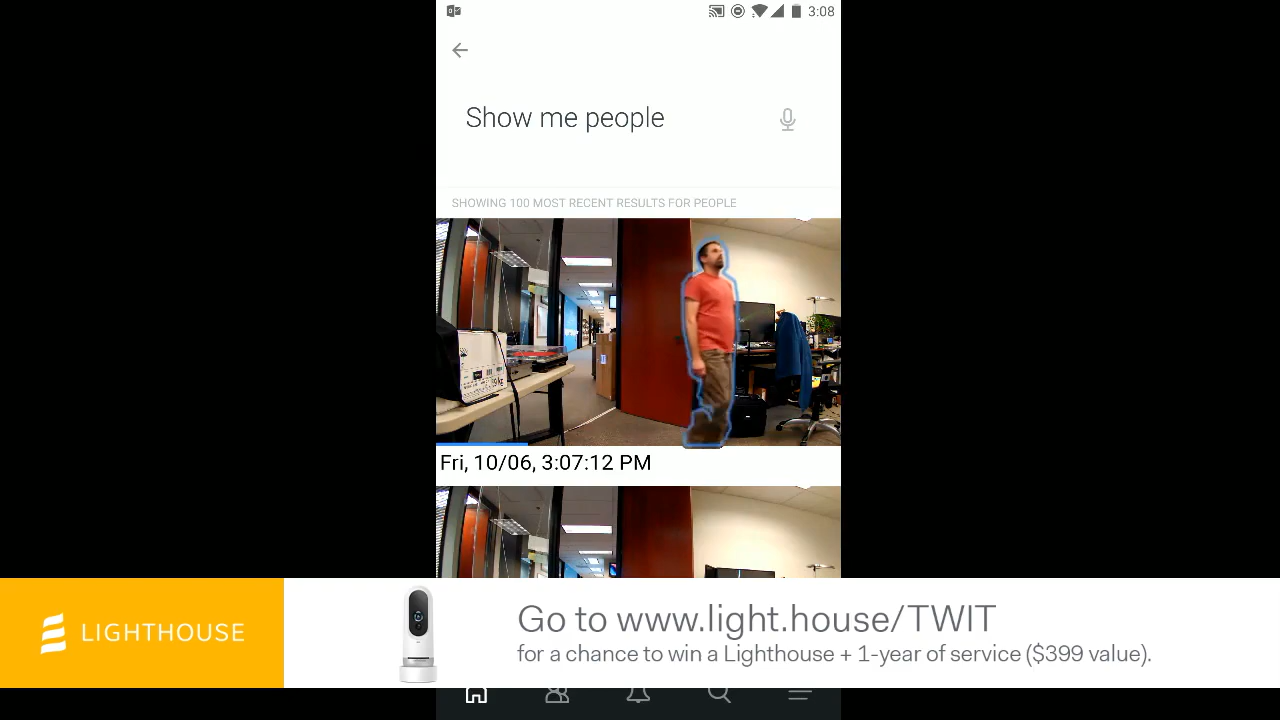 3:08
Show me people
SHOWING 100 MOST RECENT RESULTS FOR PEOPLE
Fri, 10/06, 3:07:12 PM
LIGHTHOUSE
Go to www.light.house/TWIT
for a chance to win a Lighthouse + 1-year of service ($399 value).